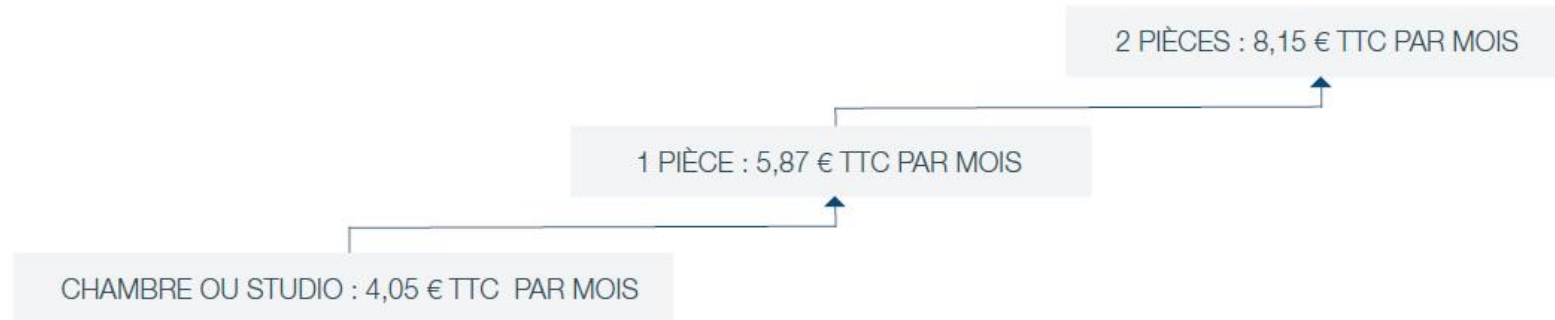 2 PIÈCES : 8,15 € TTC PAR MOIS
1 PIÈCE : 5,87 € TTC PAR MOIS
CHAMBRE OU STUDIO : 4,05 € TTC PAR MOIS